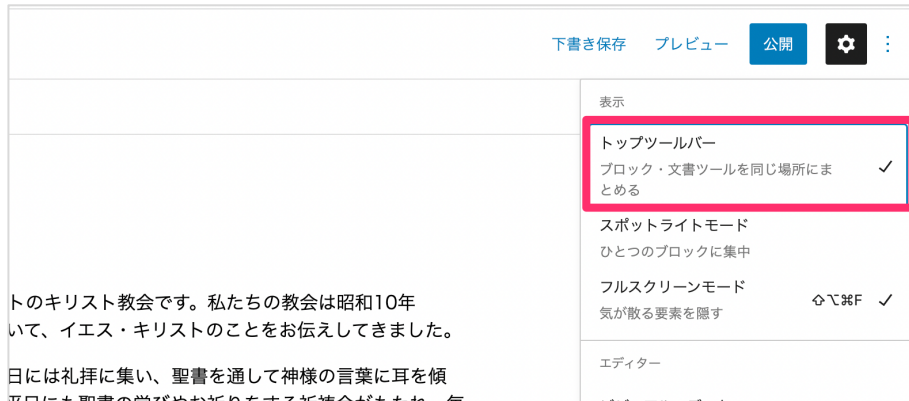 下書き保存 プレビュー 公開
表示
トップツールバー
ブロック・文書ツールを同じ場所にま
とめる
スポットライトモード
ひとつのブロックに集中
フルスクリーンモード
気が散る要素を隠す ⇧⌥⌘F
エディター
トのキリスト教会です。私たちの教会は昭和10年
いて、イエス・キリストのことをお伝えしてきました。
日には礼拝に集い、聖書を通して神様の言葉に耳を傾